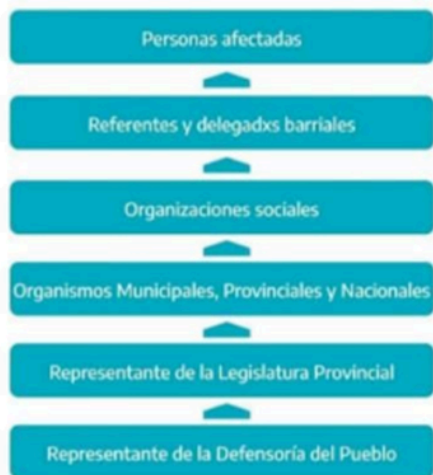 Personas afectadas
Referentes y delegadxs barriales
Organizaciones sociales
Organismos Municipales, Provinciales y Nacionales
Representante de la Legislatura Provincial
Representante de la Defensoría del Pueblo